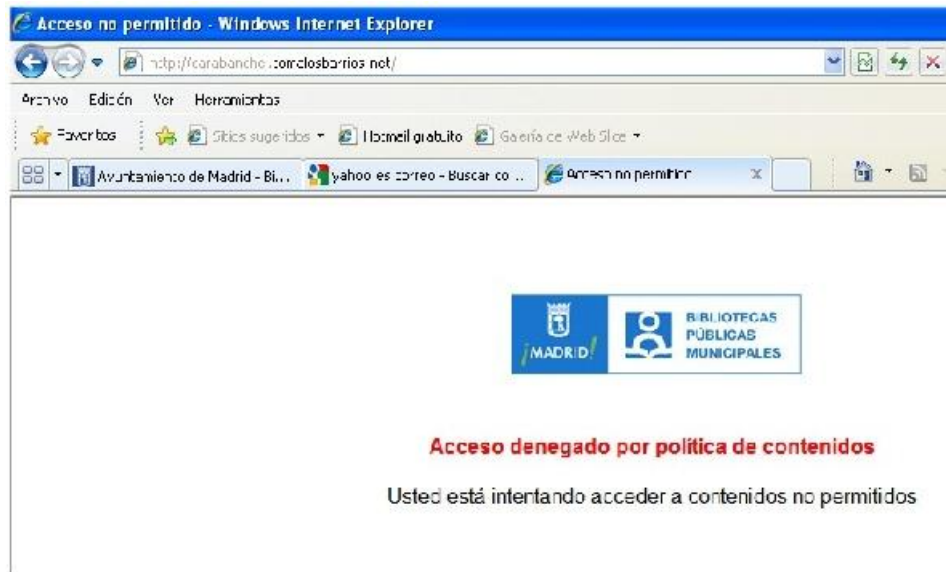 Acceso no permitido - Windows Internet Explorer
Archivo Edición Ver Herramientas
Favoritos Sitios sugeridos Hotmail gratuito Galería de Web Slice
Ayuntamiento de Madrid - Bi... yahoo es correo - Buscar co... Acceso no permitido
¡MADRID!
BIBLIOTECAS
PÚBLICAS
MUNICIPALES
Acceso denegado por política de contenidos
Usted está intentando acceder a contenidos no permitidos